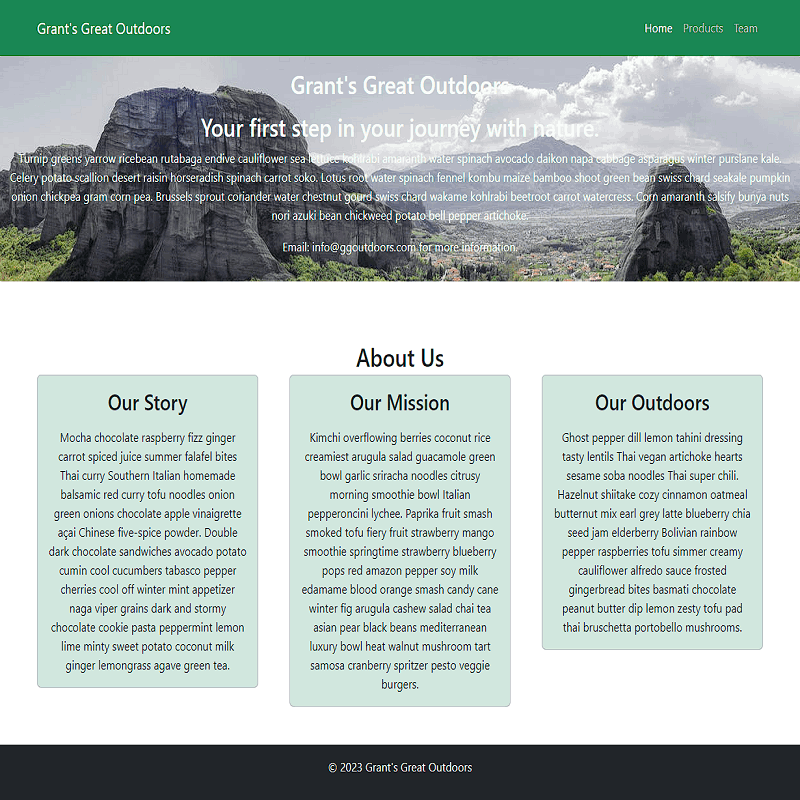 Grant's Great Outdoors
Home Products Team
Grant's Great Outdoors
Your first step in your journey with nature.
Turnip greens yarrow ricebean rutabaga endive cauliflower sea lettuce kohlrabi amaranth water spinach avocado daikon napa cabbage asparagus winter purslane kale.
Celery potato scallion desert raisin horseradish spinach carrot soko. Lotus root water spinach fennel kombu maize bamboo shoot green bean swiss chard seakale pumpkin
onion chickpea gram corn pea. Brussels sprout coriander water chestnut gourd swiss chard wakame kohlrabi beetroot carrot watercress. Corn amaranth salsify bunya nuts
nori azuki bean chickweed potato bell pepper artichoke.
Email: info@ggoutdoors.com for more information.
About Us
Our Story
Mocha chocolate raspberry fizz ginger
carrot spiced juice summer falafel bites
Thai curry Southern Italian homemade
balsamic red curry tofu noodles onion
green onions chocolate apple vinaigrette
açai Chinese five-spice powder. Double
dark chocolate sandwiches avocado potato
cumin cool cucumbers tabasco pepper
cherries cool off winter mint appetizer
naga viper grains dark and stormy
chocolate cookie pasta peppermint lemon
lime minty sweet potato coconut milk
ginger lemongrass agave green tea.
Our Mission
Kimchi overflowing berries coconut rice
creamiest arugula salad guacamole green
bowl garlic sriracha noodles citrusy
morning smoothie bowl Italian
pepperoncini lychee. Paprika fruit smash
smoked tofu fiery fruit strawberry mango
smoothie springtime strawberry blueberry
pops red amazon pepper soy milk
edamame blood orange smash candy cane
winter fig arugula cashew salad chai tea
asian pear black beans mediterranean
luxury bowl heat walnut mushroom tart
samosa cranberry spritzer pesto veggie
burgers.
Our Outdoors
Ghost pepper dill lemon tahini dressing
tasty lentils Thai vegan artichoke hearts
sesame soba noodles Thai super chili.
Hazelnut shiitake cozy cinnamon oatmeal
butternut mix earl grey latte blueberry chia
seed jam elderberry Bolivian rainbow
pepper raspberries tofu simmer creamy
cauliflower alfredo sauce frosted
gingerbread bites basmati chocolate
peanut butter dip lemon zesty tofu pad
thai bruschetta portobello mushrooms.
© 2023 Grant's Great Outdoors